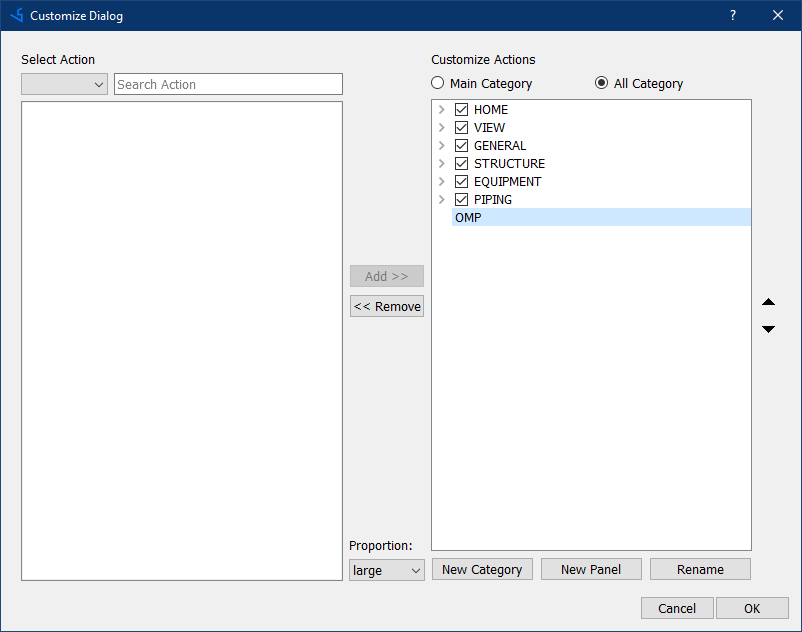 Customize Dialog
?
Select Action
Search Action
Customize Actions
Main Category
All Category
HOME
VIEW
GENERAL
STRUCTURE
EQUIPMENT
PIPING
OMP
Add >>
<< Remove
Proportion:
large
New Category
New Panel
Rename
Cancel
OK